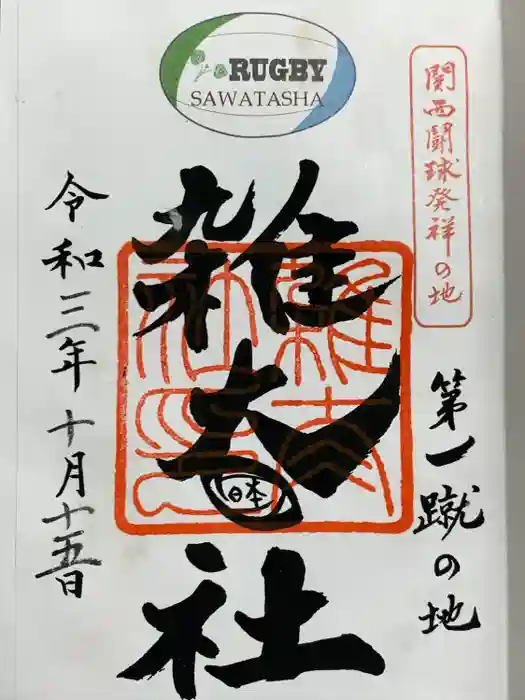 RUGBY
SAWATASHA
関西闘球発祥の地
第一蹴の地
雑太社
日本
令和三年十月十五日